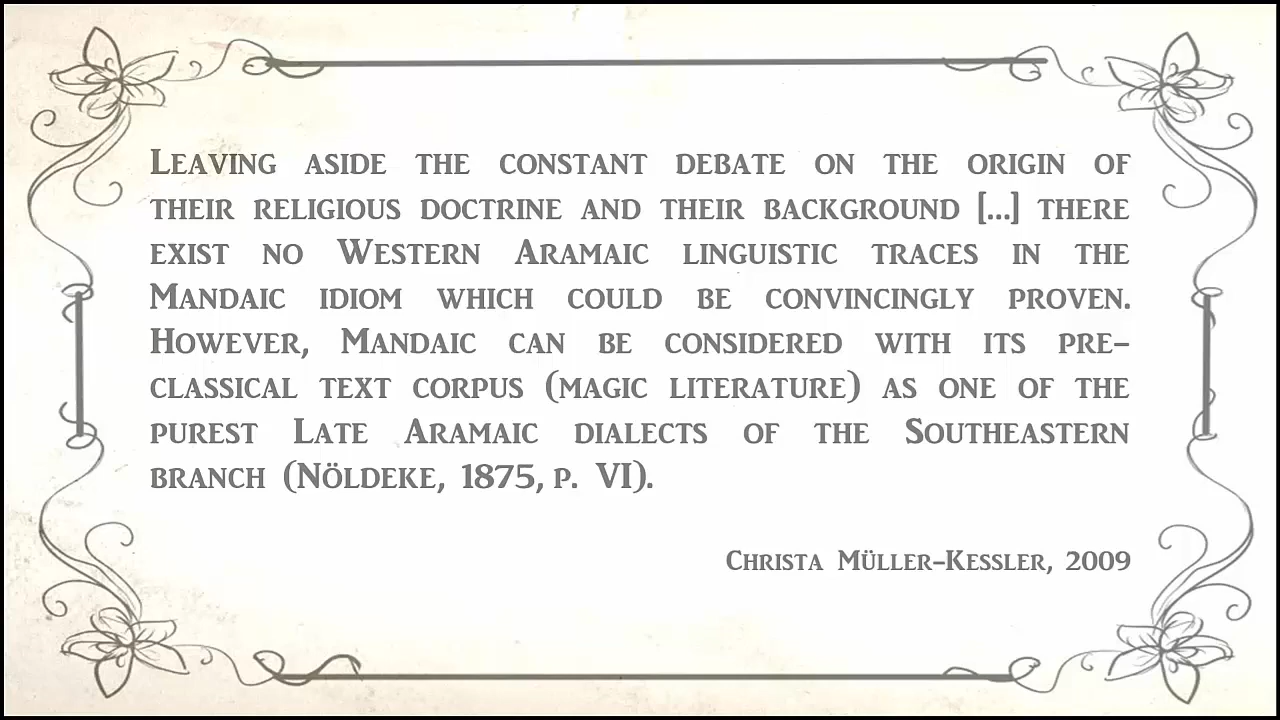 Leaving aside the constant debate on the origin of
their religious doctrine and their background [...] there
exist no Western Aramaic linguistic traces in the
Mandaic idiom which could be convincingly proven.
However, Mandaic can be considered with its pre-
classical text corpus (magic literature) as one of the
purest Late Aramaic dialects of the Southeastern
branch (Nöldeke, 1875, p. VI).
Christa Müller-Kessler, 2009